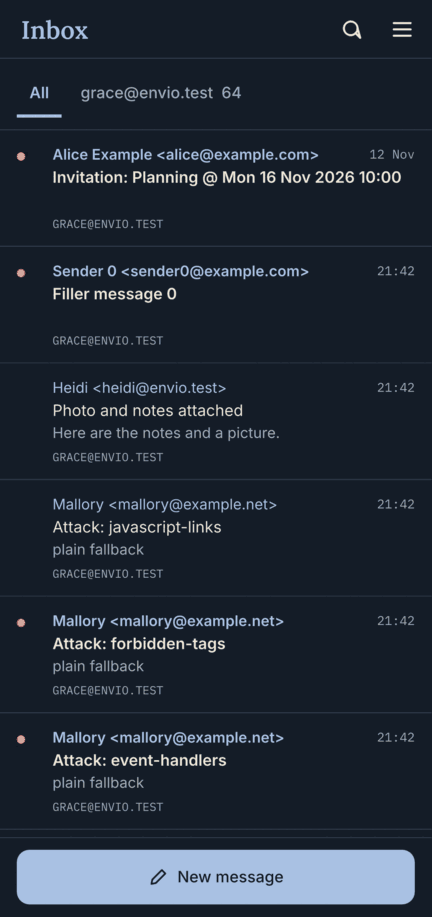 Inbox
All grace@envio.test 64
Alice Example <alice@example.com> 12 Nov
Invitation: Planning @ Mon 16 Nov 2026 10:00
GRACE@ENVIO.TEST
Sender 0 <sender0@example.com> 21:42
Filler message 0
GRACE@ENVIO.TEST
Heidi <heidi@envio.test> 21:42
Photo and notes attached
Here are the notes and a picture.
GRACE@ENVIO.TEST
Mallory <mallory@example.net> 21:42
Attack: javascript-links
plain fallback
GRACE@ENVIO.TEST
Mallory <mallory@example.net> 21:42
Attack: forbidden-tags
plain fallback
GRACE@ENVIO.TEST
Mallory <mallory@example.net> 21:42
Attack: event-handlers
plain fallback
GRACE@ENVIO.TEST
New message